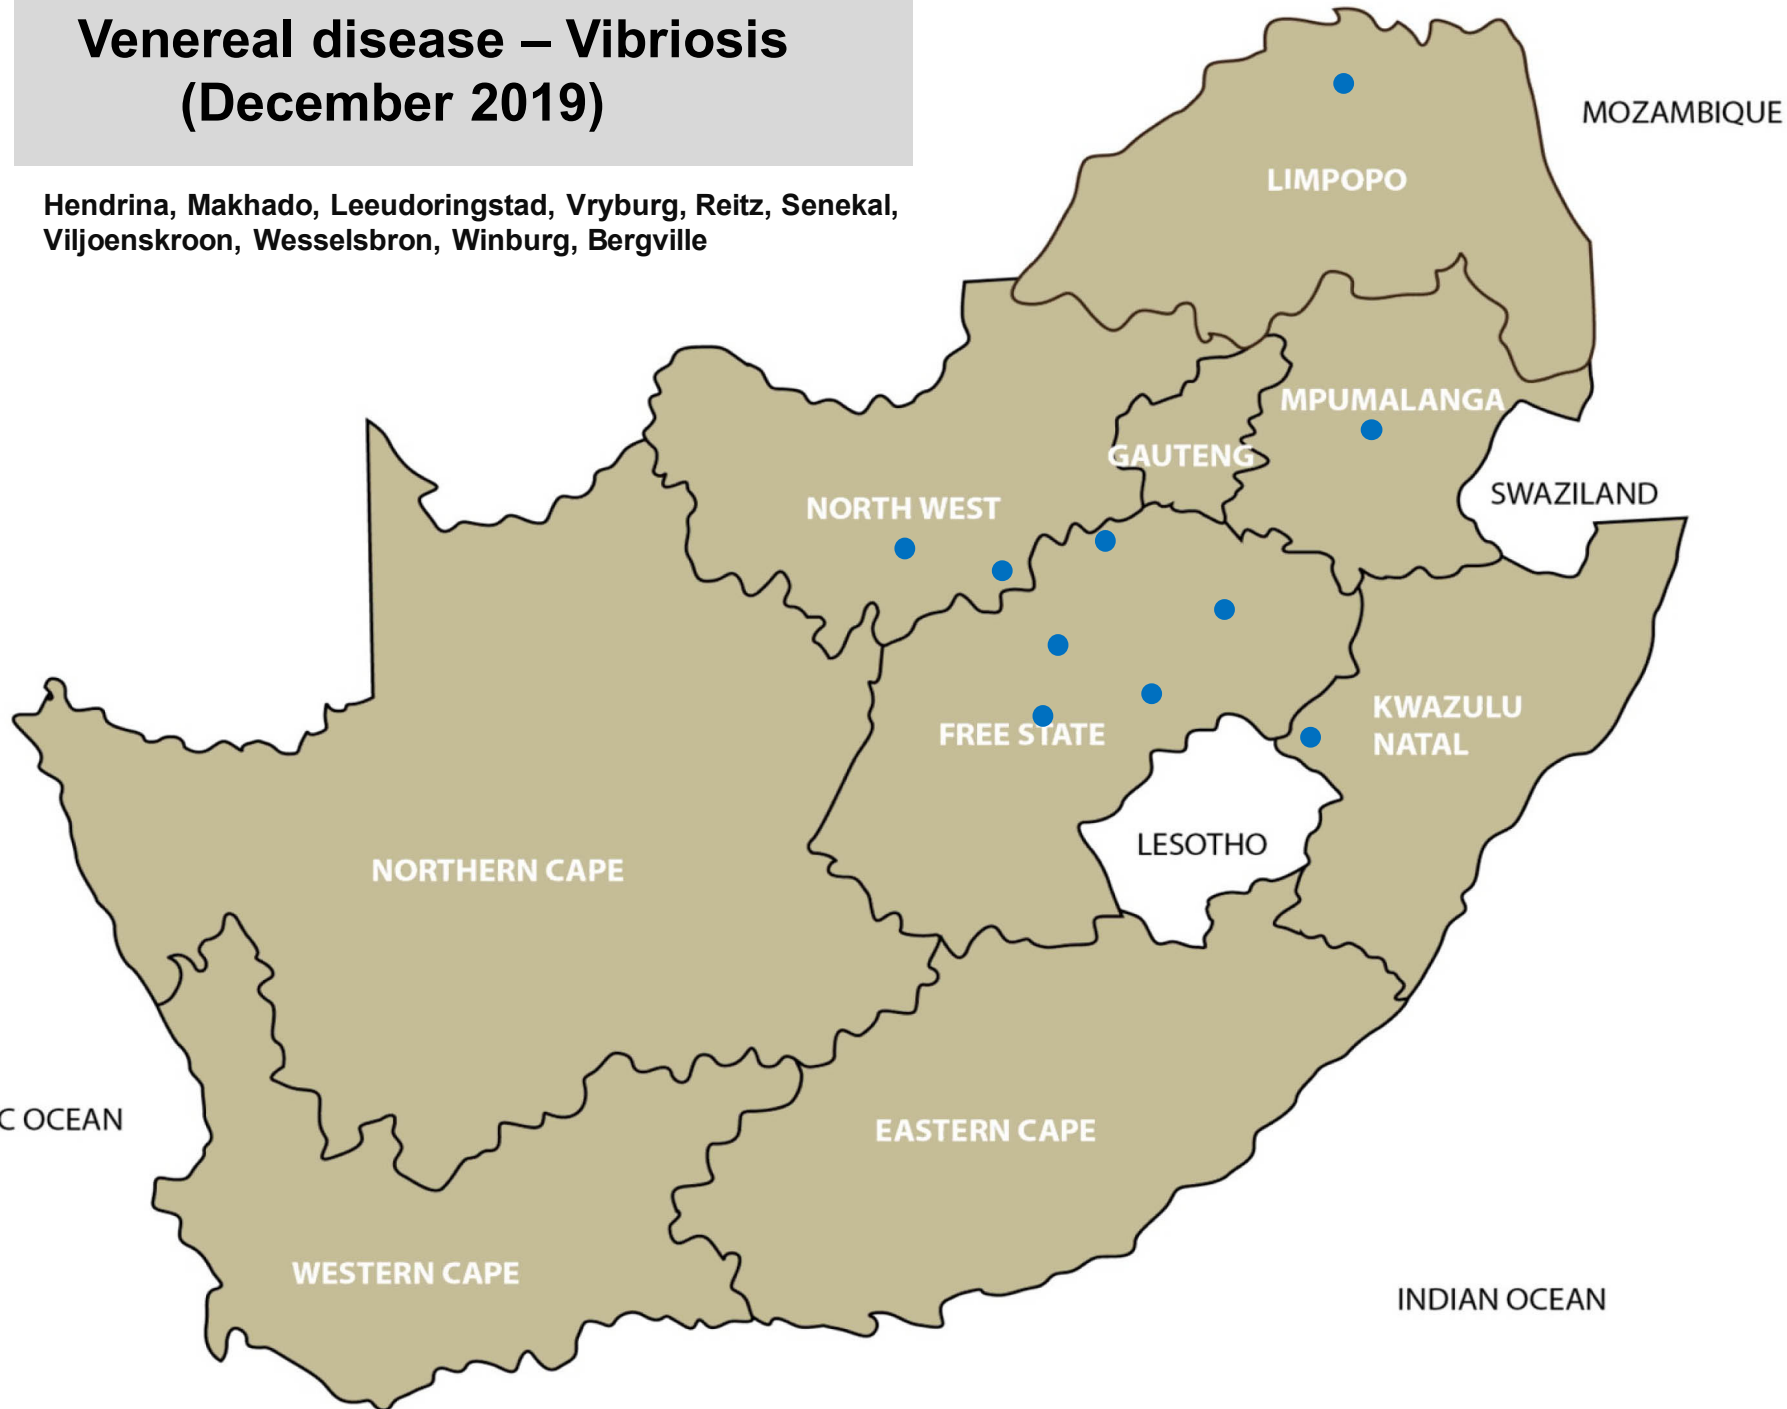 Venereal disease – Vibriosis
(December 2019)
Hendrina, Makhado, Leeudoringstad, Vryburg, Reitz, Senekal,
Viljoenskroon, Wesselsbron, Winburg, Bergville
MOZAMBIQUE
LIMPOPO
MPUMALANGA
GAUTENG
SWAZILAND
NORTH WEST
KWAZULU
NATAL
FREE STATE
LESOTHO
NORTHERN CAPE
C OCEAN
EASTERN CAPE
WESTERN CAPE
INDIAN OCEAN